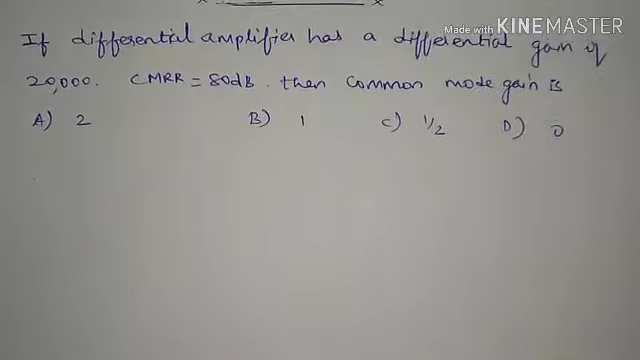 Made with KINEMASTER
If differential amplifier has a differential gain of
20,000. CMRR = 80dB. then common mode gain is
A) 2 B) 1 C) 1/2 D) 0